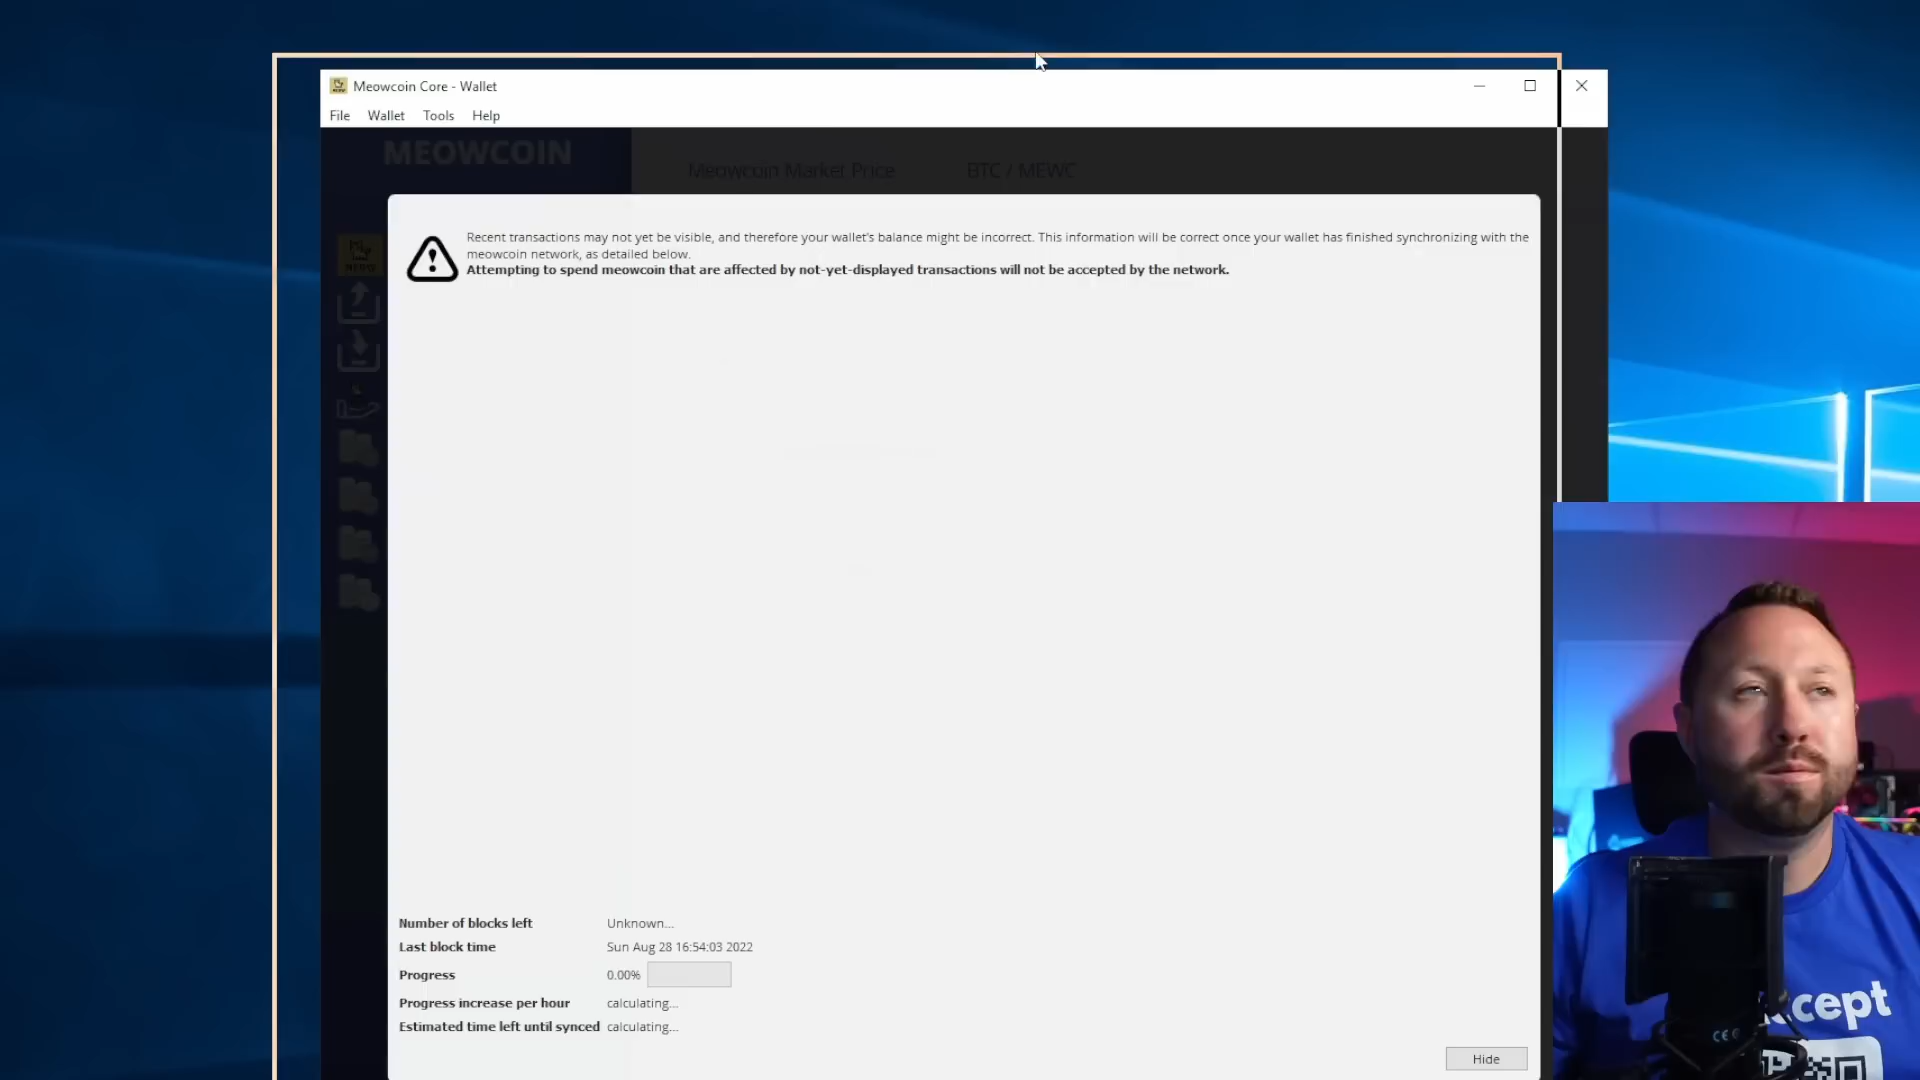 Meowcoin Core - Wallet
File Wallet Tools Help
MEOWCOIN
Meowcoin Market Price BTC / MEWC
Recent transactions may not yet be visible, and therefore your wallet's balance might be incorrect. This information will be correct once your wallet has finished synchronizing with the
meowcoin network, as detailed below.
Attempting to spend meowcoin that are affected by not-yet-displayed transactions will not be accepted by the network.
Number of blocks left Unknown...
Last block time Sun Aug 28 16:54:03 2022
Progress 0.00%
Progress increase per hour calculating...
Estimated time left until synced calculating...
Hide
CE